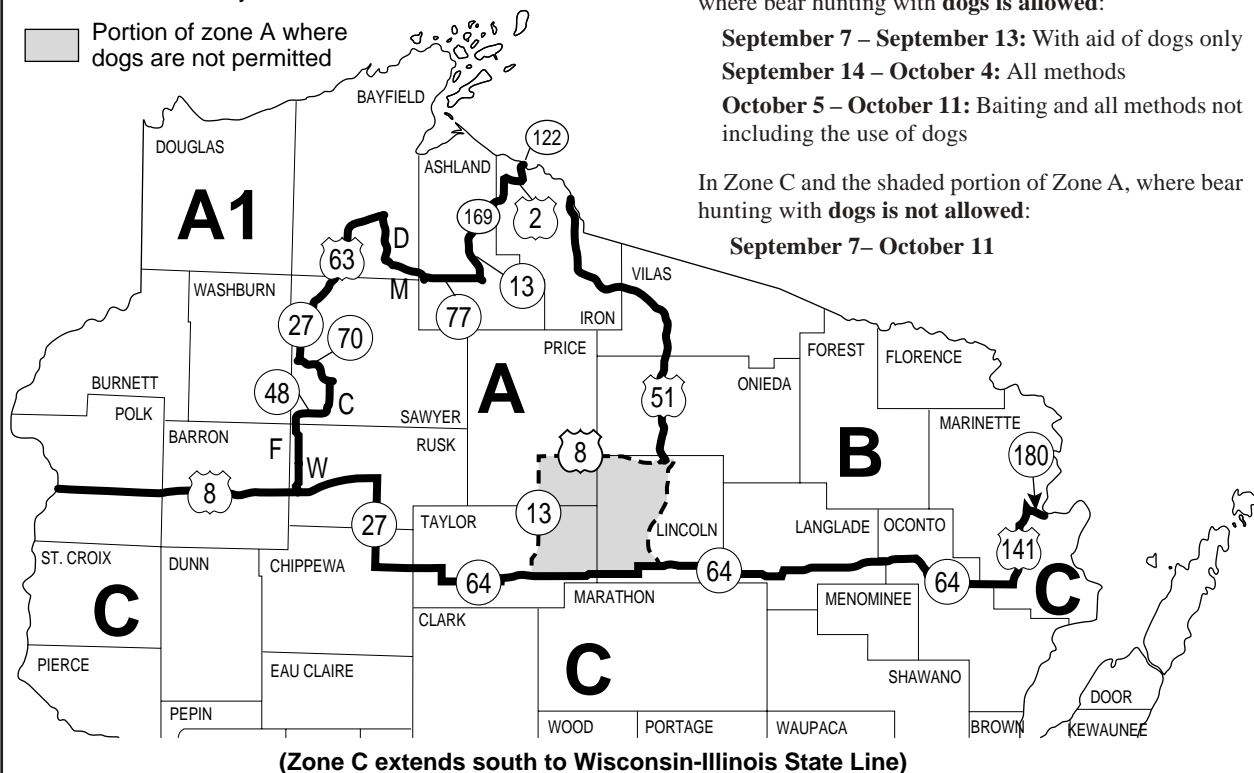 where bear hunting with dogs is allowed:
Portion of zone A where
dogs are not permitted
September 7 – September 13: With aid of dogs only
September 14 – October 4: All methods
October 5 – October 11: Baiting and all methods not
including the use of dogs
In Zone C and the shaded portion of Zone A, where bear
hunting with dogs is not allowed:
September 7– October 11
BAYFIELD
DOUGLAS
ASHLAND
122
A1
169
2
D
63
M
13
VILAS
WASHBURN
77
IRON
27
70
PRICE
FOREST
FLORENCE
BURNETT
48
C
A
51
ONIEDA
POLK
SAWYER
MARINETTE
BARRON
F
RUSK
8
B
180
W
8
13
27
TAYLOR
LINCOLN
LANGLADE
OCONTO
141
ST. CROIX
DUNN
CHIPPEWA
64
64
64
C
C
MARATHON
MENOMINEE
CLARK
PIERCE
EAU CLAIRE
C
SHAWANO
DOOR
PEPIN
WOOD
PORTAGE
WAUPACA
BROWN
KEWAUNEE
(Zone C extends south to Wisconsin-Illinois State Line)